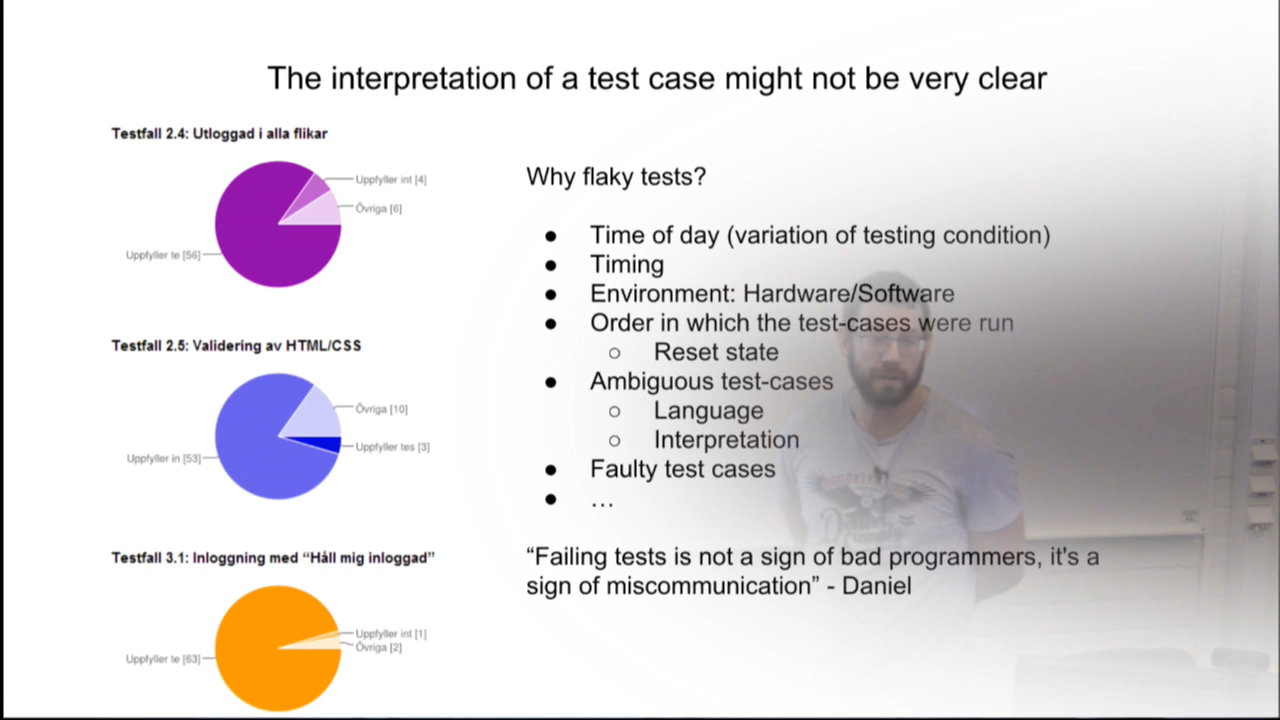 The interpretation of a test case might not be very clear
Testfall 2.4: Utloggad i alla flikar
Uppfyller int [4]
Övriga [6]
Uppfyller te [56]
Testfall 2.5: Validering av HTML/CSS
Övriga [10]
Uppfyller tes [3]
Uppfyller in [53]
Testfall 3.1: Inloggning med “Håll mig inloggad”
Uppfyller int [1]
Övriga [2]
Uppfyller te [63]
Why flaky tests?
● Time of day (variation of testing condition)
● Timing
● Environment: Hardware/Software
● Order in which the test-cases were run
○ Reset state
● Ambiguous test-cases
○ Language
○ Interpretation
● Faulty test cases
● …
“Failing tests is not a sign of bad programmers, it's a
sign of miscommunication” - Daniel